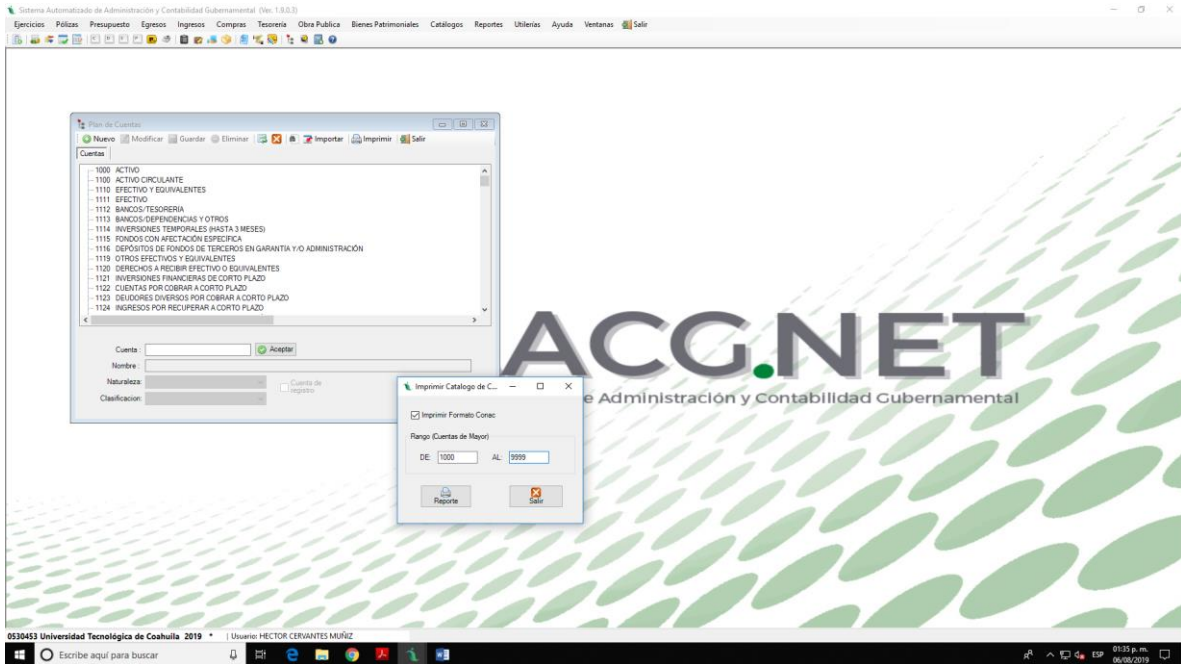 Sistema Automatizado de Administración y Contabilidad Gubernamental (Ver. 1.9.0.3)
Ejercicios Pólizas Presupuesto Egresos Ingresos Compras Tesorería Obra Publica Bienes Patrimoniales Catálogos Reportes Utilerías Ayuda Ventanas Salir
Plan de Cuentas
Nuevo Modificar Guardar Eliminar Importar Imprimir Salir
Cuentas
1000 ACTIVO
1100 ACTIVO CIRCULANTE
1110 EFECTIVO Y EQUIVALENTES
1111 EFECTIVO
1112 BANCOS/TESORERÍA
1113 BANCOS/DEPENDENCIAS Y OTROS
1114 INVERSIONES TEMPORALES (HASTA 3 MESES)
1115 FONDOS CON AFECTACIÓN ESPECÍFICA
1116 DEPÓSITOS DE FONDOS DE TERCEROS EN GARANTIA Y/O ADMINISTRACIÓN
1119 OTROS EFECTIVOS Y EQUIVALENTES
1120 DERECHOS A RECIBIR EFECTIVO O EQUIVALENTES
1121 INVERSIONES FINANCIERAS DE CORTO PLAZO
1122 CUENTAS POR COBRAR A CORTO PLAZO
1123 DEUDORES DIVERSOS POR COBRAR A CORTO PLAZO
1124 INGRESOS POR RECUPERAR A CORTO PLAZO
Cuenta : Aceptar
Nombre :
Naturaleza: Cuenta de registro
Clasificacion:
ACG.NET
e Administración y Contabilidad Gubernamental
Imprimir Catalogo de C...
Imprimir Formato Conac
Rango (Cuentas de Mayor)
DE: 1000 AL: 9999
Reporte Salir
0530453 Universidad Tecnológica de Coahuila 2019 * | Usuario: HECTOR CERVANTES MUÑIZ
Escribe aquí para buscar
ESP 01:35 p. m.
06/08/2019